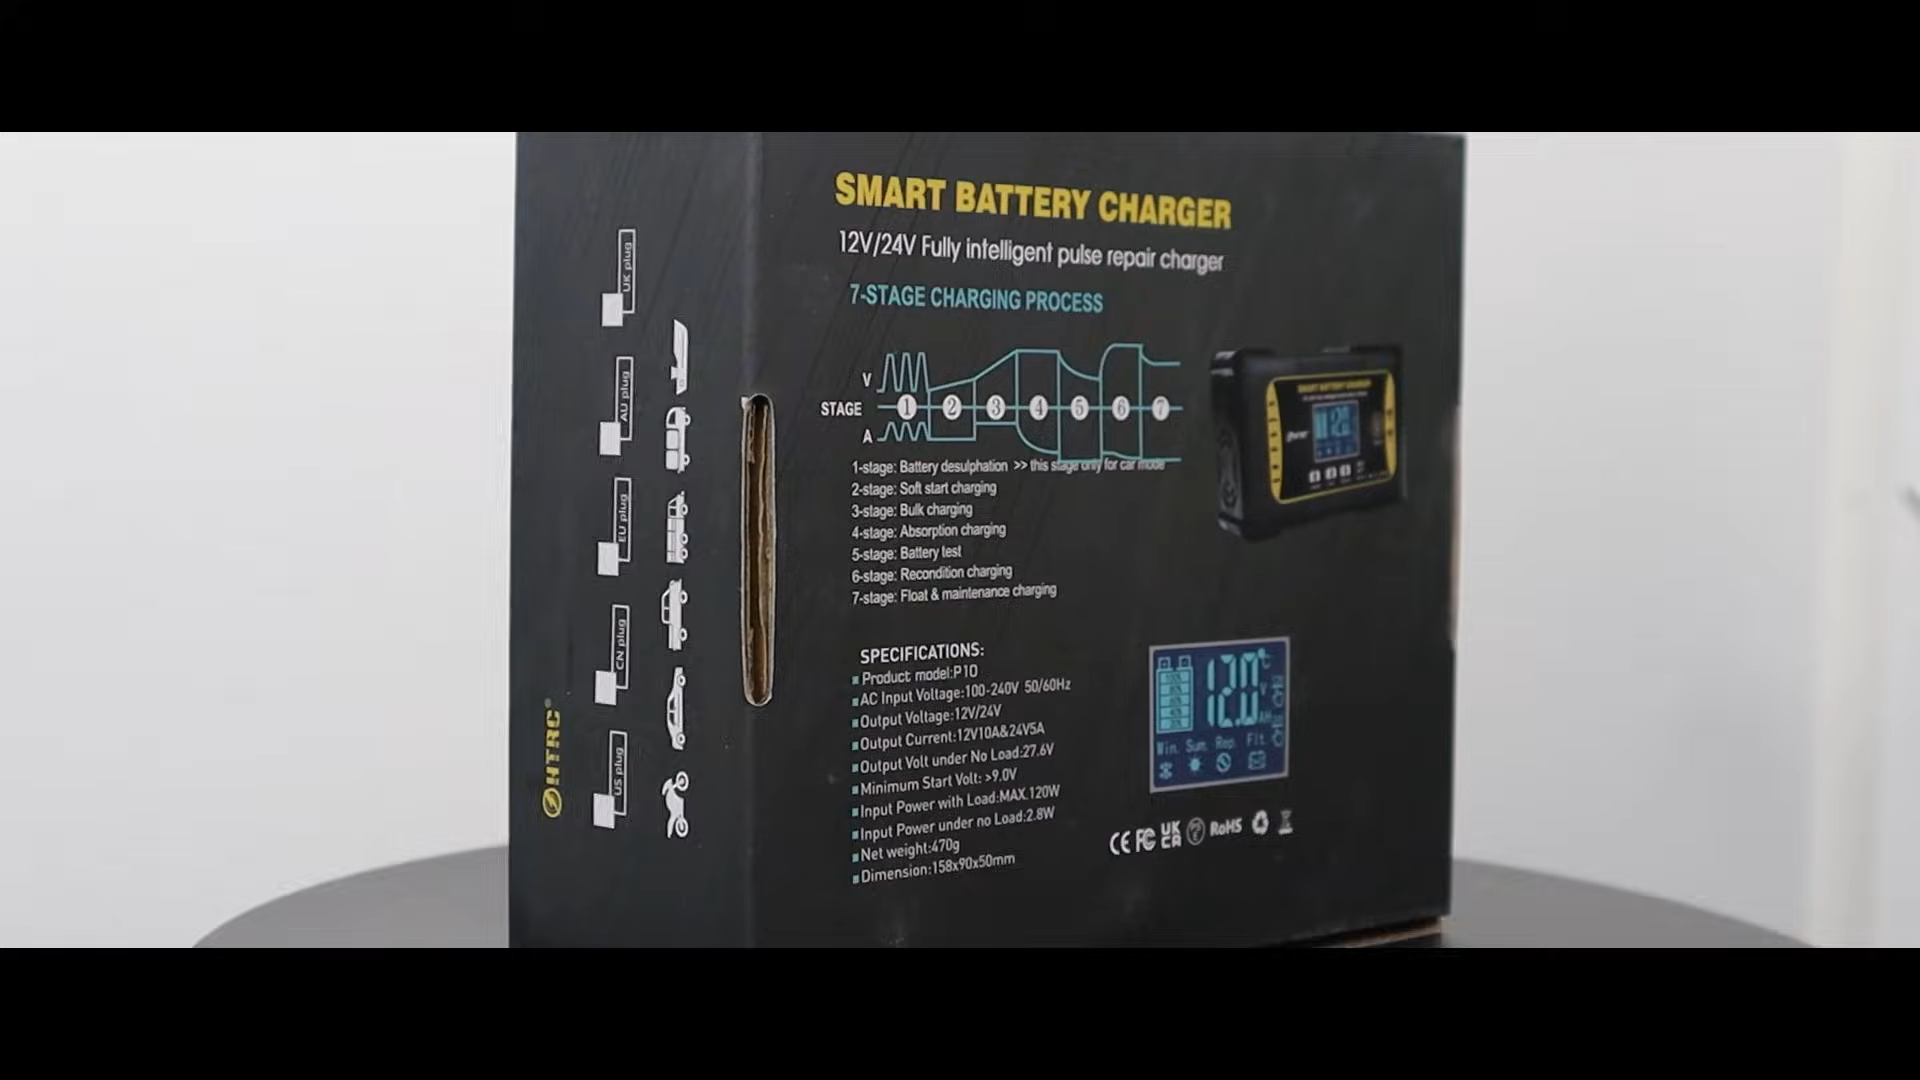 SMART BATTERY CHARGER
12V/24V Fully intelligent pulse repair charger
7-STAGE CHARGING PROCESS
V
STAGE 1 2 3 4 5 6 7
A
1-stage: Battery desulphation >> this stage only for car mode
2-stage: Soft start charging
3-stage: Bulk charging
4-stage: Absorption charging
5-stage: Battery test
6-stage: Recondition charging
7-stage: Float & maintenance charging
SPECIFICATIONS:
Product model:P10
AC Input Voltage:100-240V 50/60Hz
Output Voltage:12V/24V
Output Current:12V10A&24V5A
Output Volt under No Load:27.6V
Minimum Start Volt: >9.0V
Input Power with Load:MAX.120W
Input Power under no Load:2.8W
Net weight:470g
Dimension:158x90x50mm
SMART BATTERY CHARGER
12.0
°C
V
AH
Win. Sum. Rep. Flt.
CE FC UK CA RoHS
UK plug
AU plug
EU plug
CN plug
US plug
HTRC®